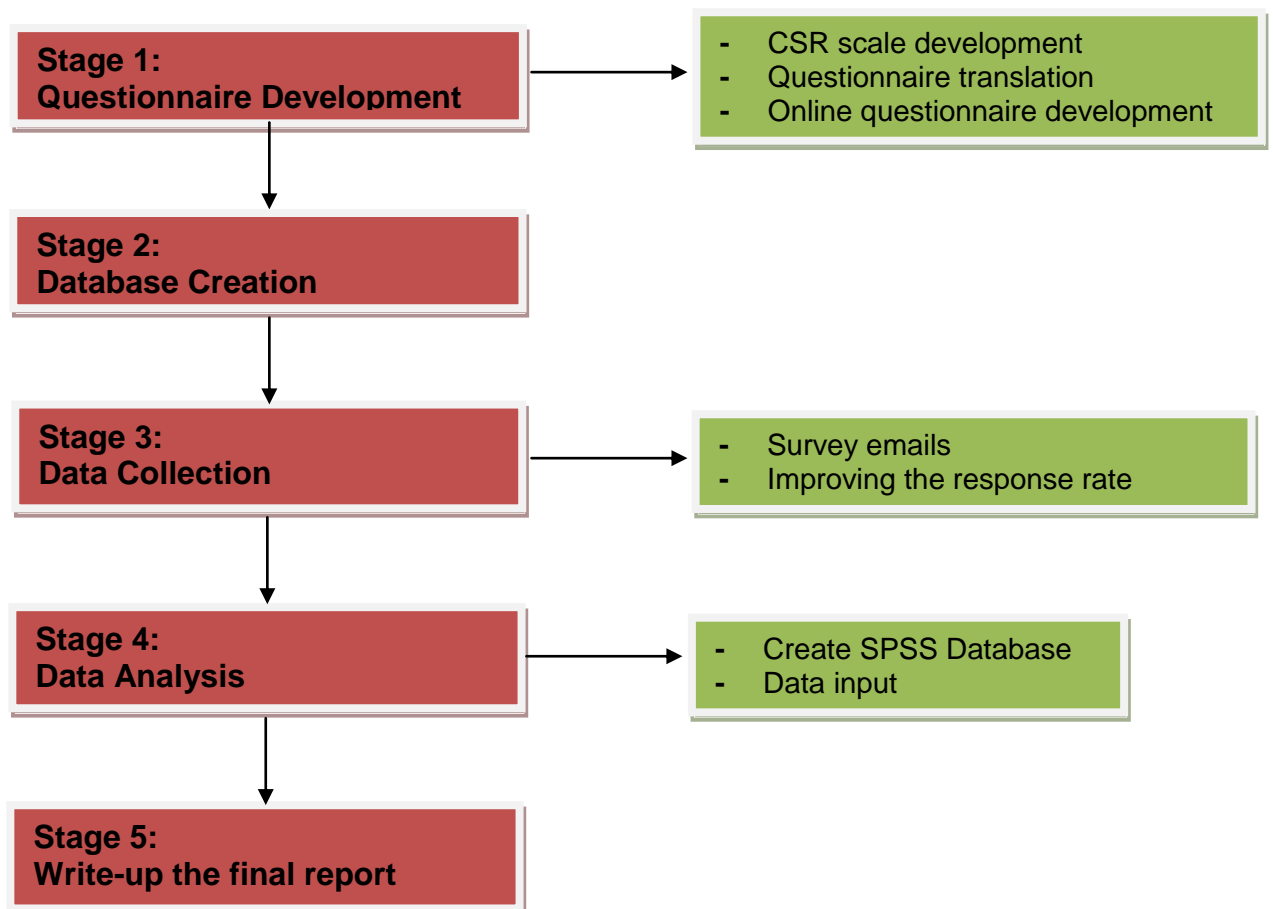 Stage 1:
Questionnaire Development
- CSR scale development
- Questionnaire translation
- Online questionnaire development
Stage 2:
Database Creation
Stage 3:
Data Collection
- Survey emails
- Improving the response rate
Stage 4:
Data Analysis
- Create SPSS Database
- Data input
Stage 5:
Write-up the final report